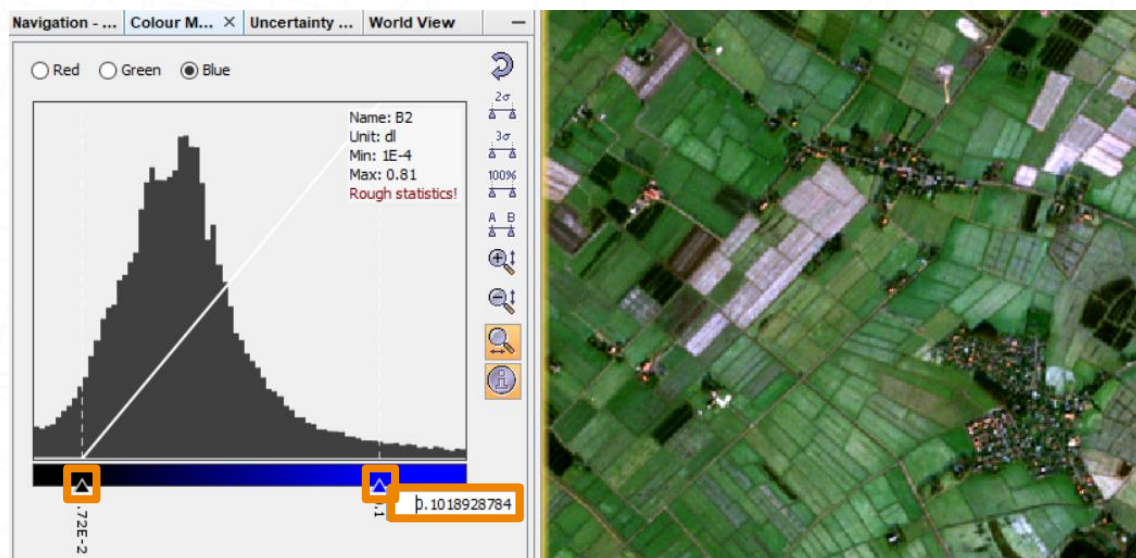 Navigation - ... Colour M... × Uncertainty ... World View
Red Green Blue
Name: B2
Unit: dl
Min: 1E-4
Max: 0.81
Rough statistics!
2σ
3σ
100%
A B
0.1018928784
.72E-2